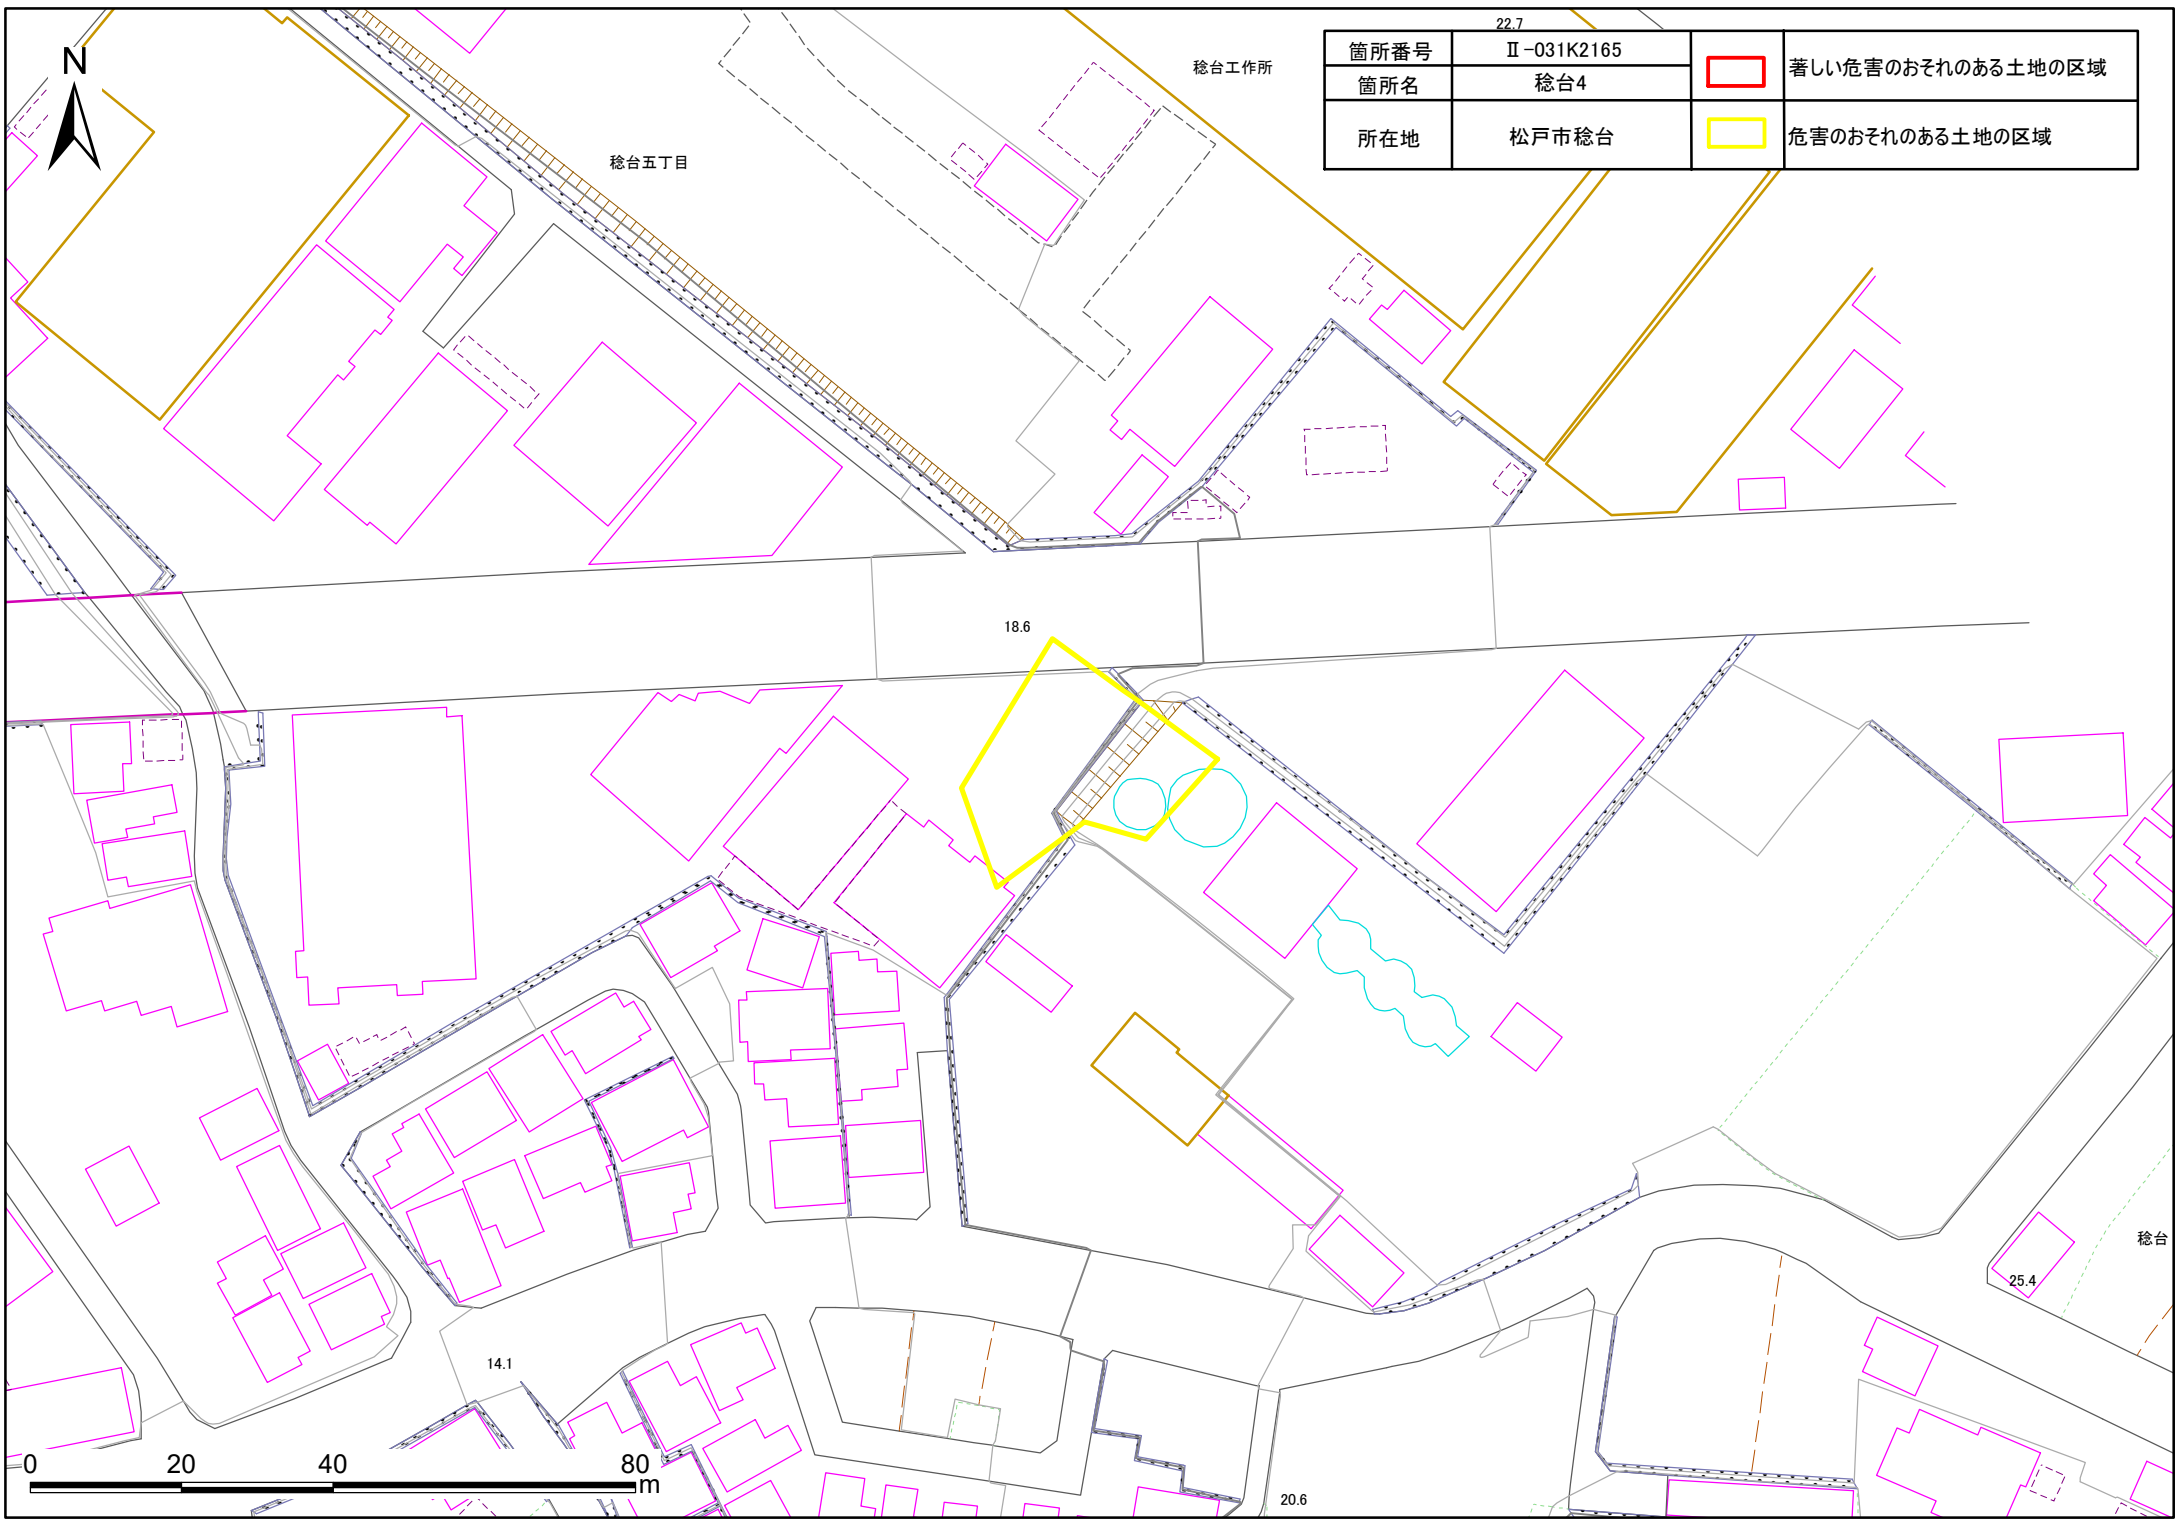 22.7
箇所番号 Ⅱ-031K2165 著しい危害のおそれのある土地の区域
箇所名 稔台4
所在地 松戸市稔台 危害のおそれのある土地の区域
N
稔台工作所
稔台五丁目
18.6
稔台
25.4
14.1
0 20 40 80
m
20.6